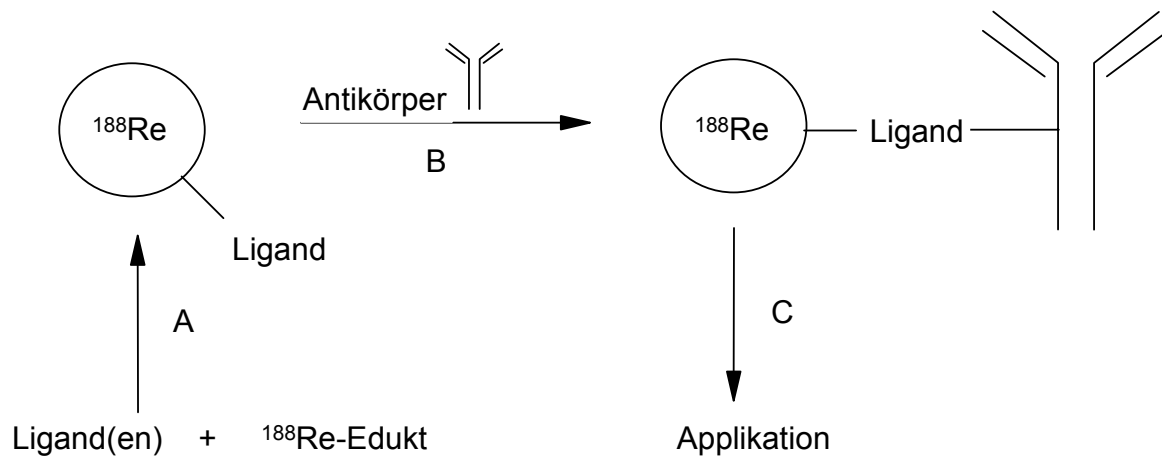 Antikörper
¹⁸⁸Re
B
¹⁸⁸Re
Ligand
Ligand
A
C
Ligand(en) + ¹⁸⁸Re-Edukt
Applikation